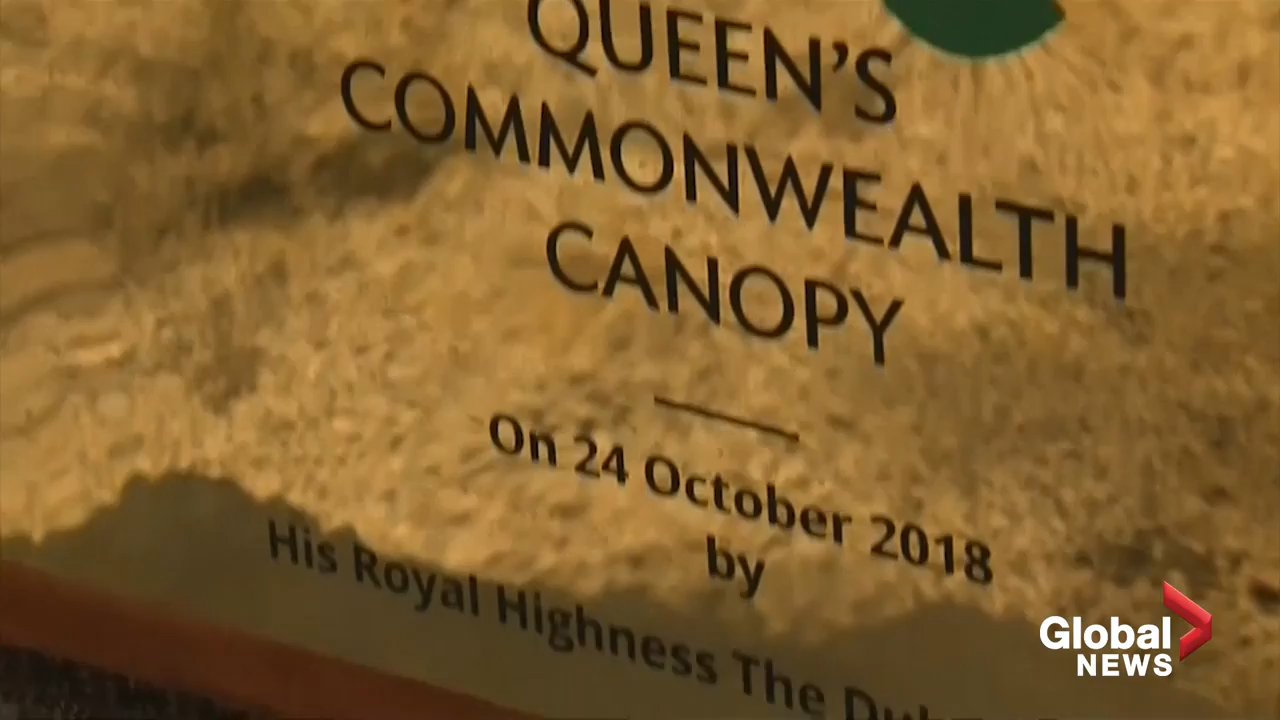 QUEEN'S
COMMONWEALTH
CANOPY
On 24 October 2018
by
His Royal Highness The
Global
NEWS